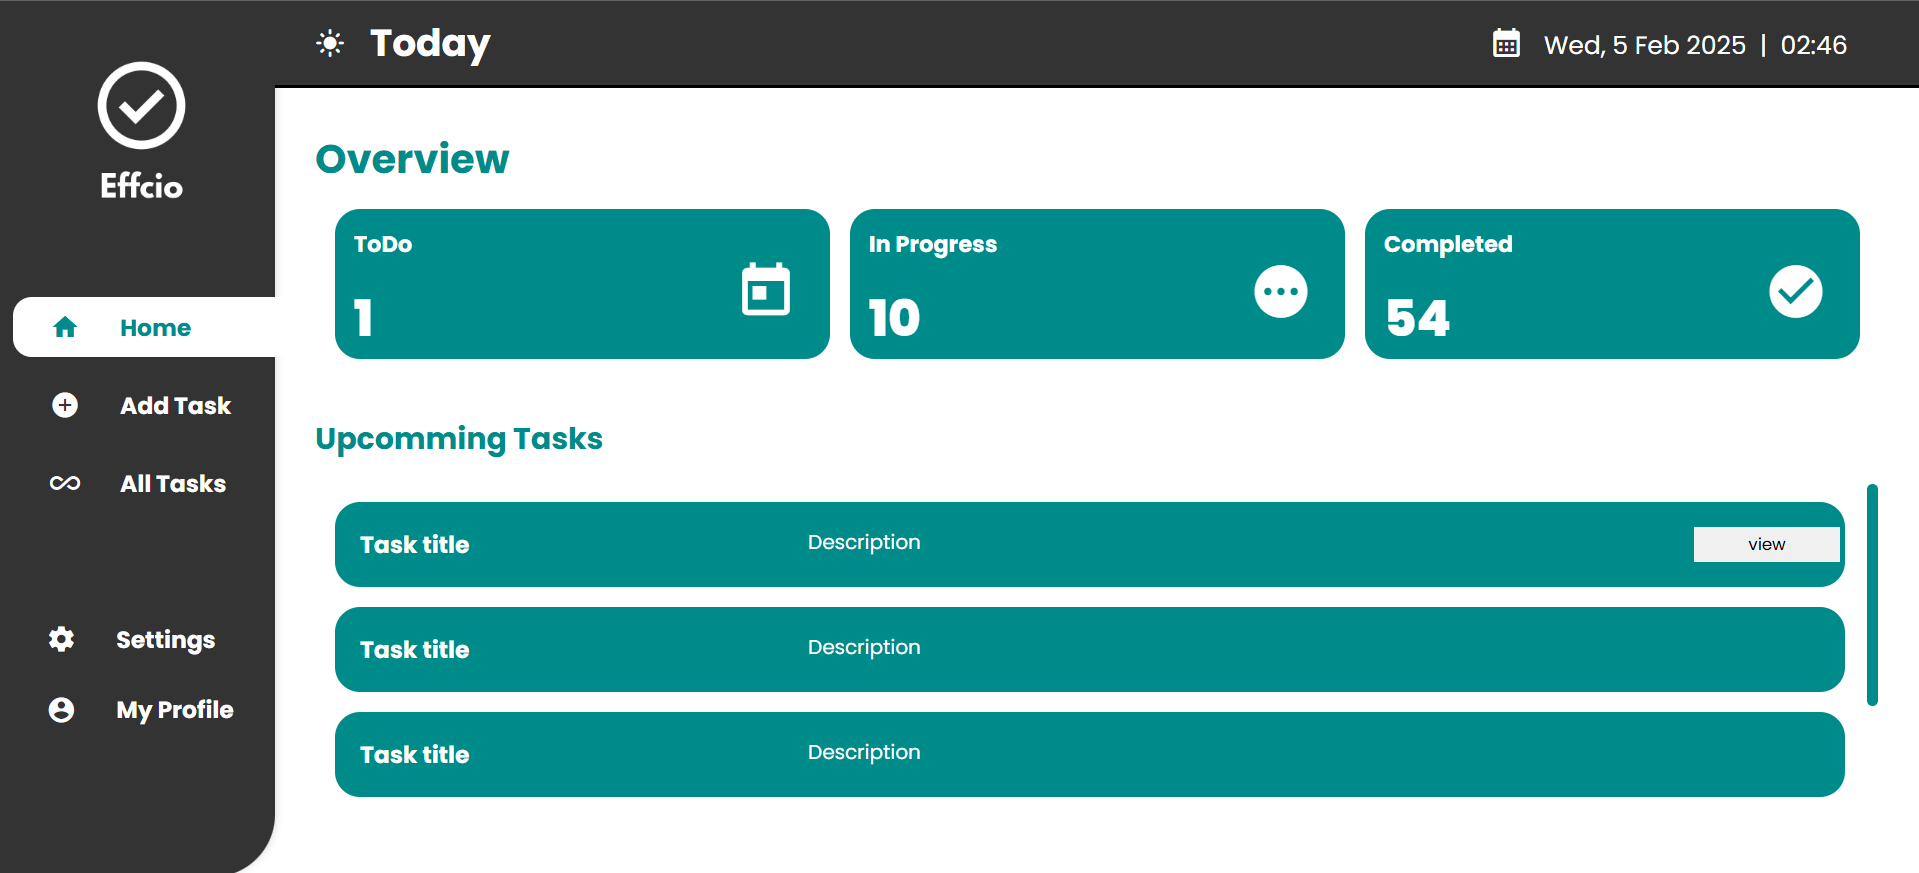 Effcio
Home
Add Task
All Tasks
Settings
My Profile
Today
Wed, 5 Feb 2025 | 02:46
Overview
ToDo
1
In Progress
10
Completed
54
Upcomming Tasks
Task title
Description
view
Task title
Description
Task title
Description